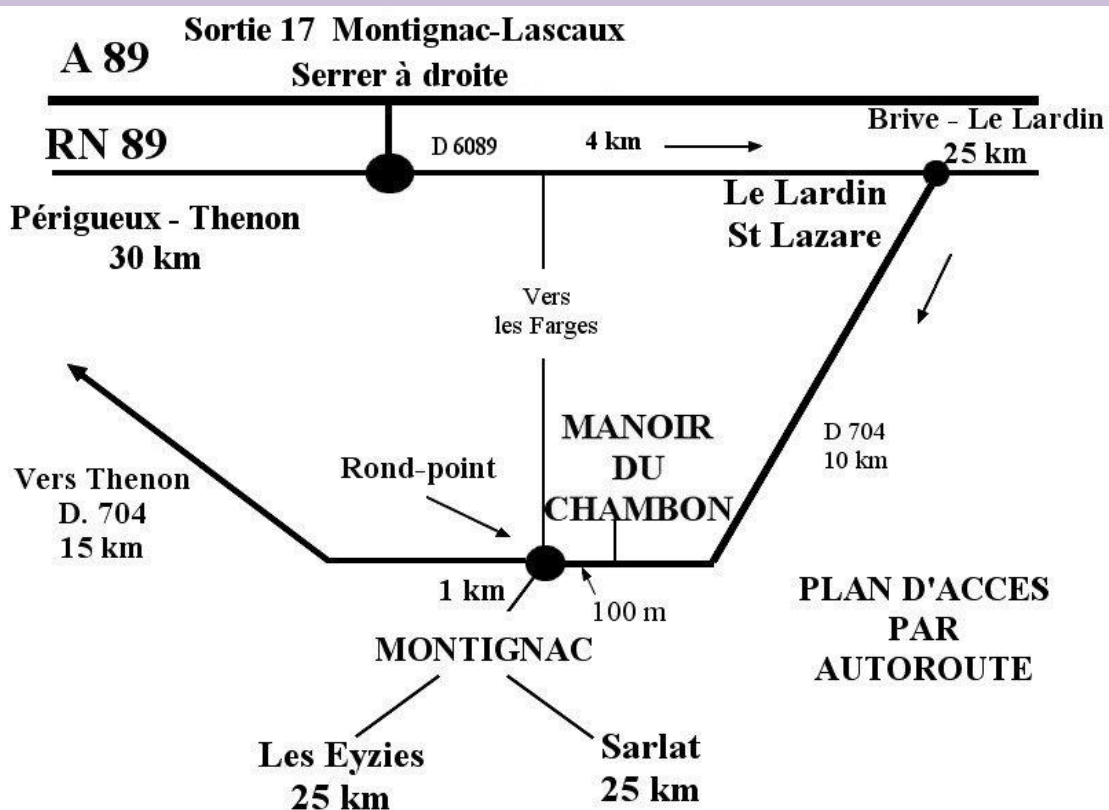 Sortie 17 Montignac-Lascaux
A 89
Serrer à droite
Brive - Le Lardin
25 km
RN 89
D 6089
4 km
Le Lardin
St Lazare
Périgueux - Thenon
30 km
Vers
les Farges
MANOIR
DU
CHAMBON
D 704
10 km
Rond-point
Vers Thenon
D. 704
15 km
1 km
100 m
PLAN D'ACCES
PAR
AUTOROUTE
MONTIGNAC
Les Eyzies
25 km
Sarlat
25 km